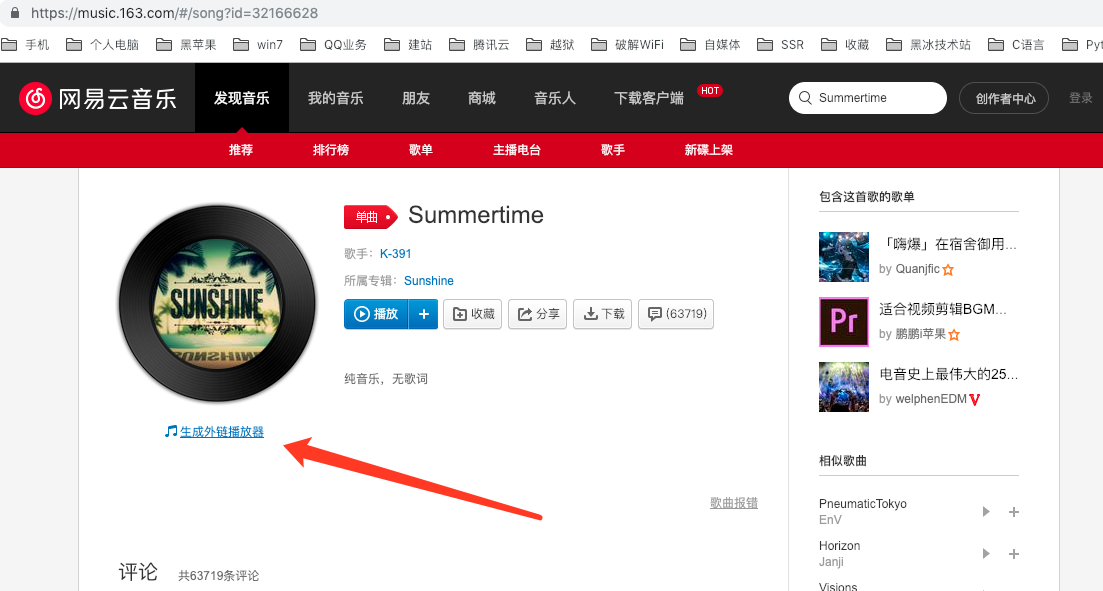 https://music.163.com/#/song?id=32166628
手机 个人电脑 黑苹果 win7 QQ业务 建站 腾讯云 越狱 破解WiFi 自媒体 SSR 收藏 黑冰技术站 C语言 Pyt
网易云音乐 发现音乐 我的音乐 朋友 商城 音乐人 下载客户端 HOT Summertime 创作者中心 登录
推荐 排行榜 歌单 主播电台 歌手 新碟上架
单曲 Summertime
歌手：K-391
所属专辑：Sunshine
播放 + 收藏 分享 下载 (63719)
纯音乐，无歌词
SUNSHINE
生成外链播放器
歌曲报错
评论 共63719条评论
包含这首歌的歌单
「嗨爆」在宿舍御用...
by Quanjfic
Pr
适合视频剪辑BGM...
by 鹏鹏i苹果
电音史上最伟大的25...
by welphenEDM
相似歌曲
PneumaticTokyo
EnV
Horizon
Janji
Visions